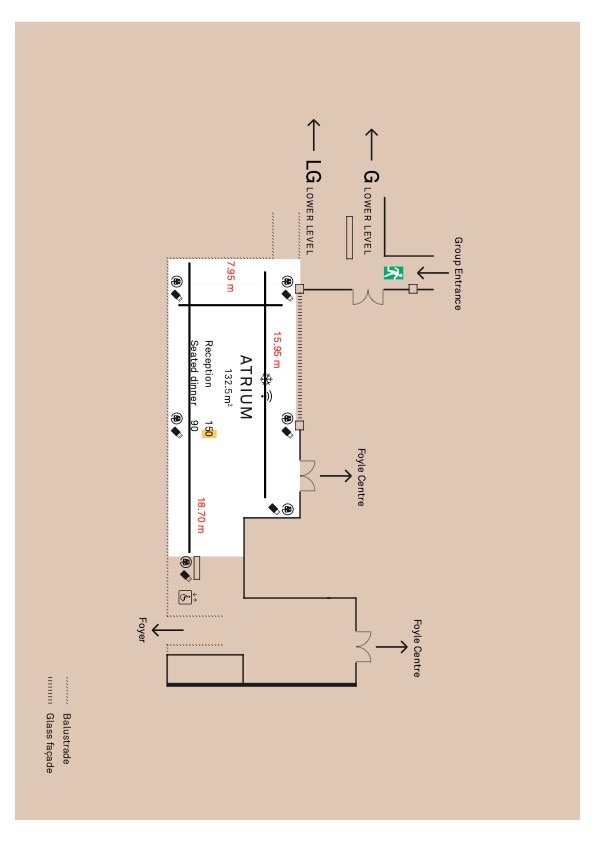 Group Entrance
G LOWER LEVEL
LG LOWER LEVEL
7.95 m
15.95 m
ATRIUM
132.5m²
Reception 150
Seated dinner 90
18.70 m
Foyle Centre
Foyle Centre
Foyer
Balustrade
Glass façade